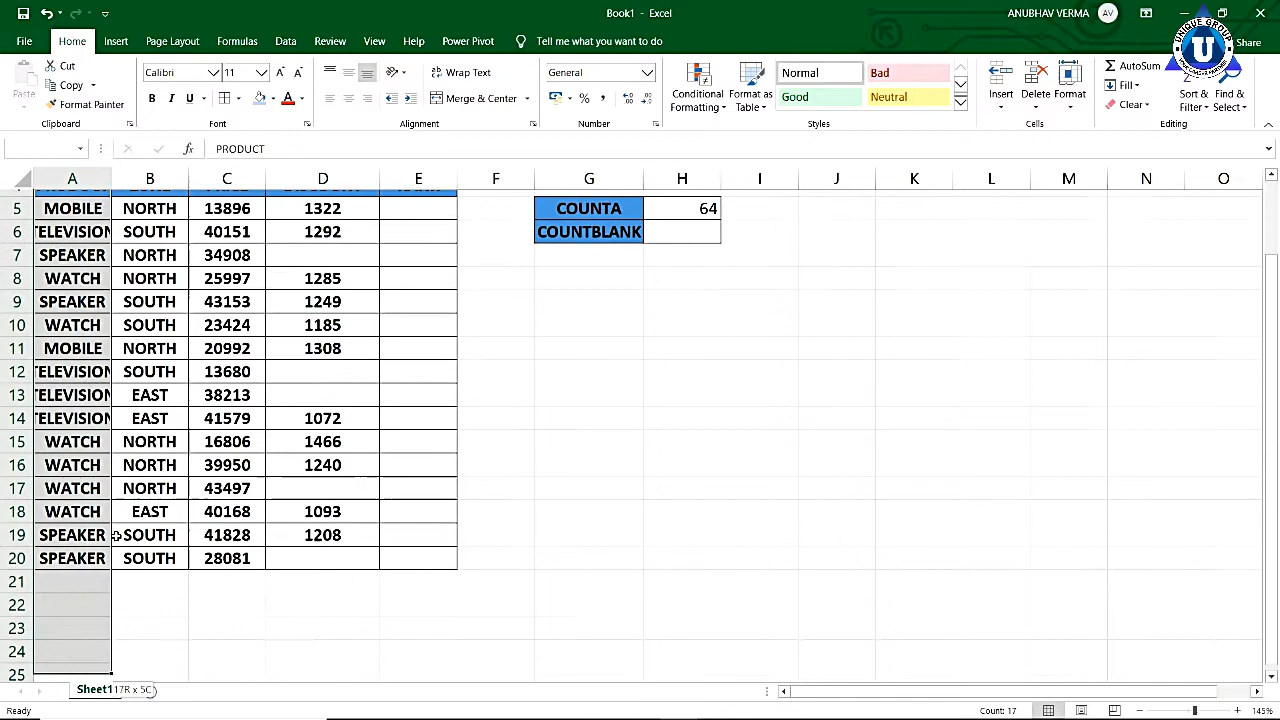 Book1 - Excel
ANUBHAV VERMA AV
UNIQUE GROUP
U
File Home Insert Page Layout Formulas Data Review View Help Power Pivot Tell me what you want to do Share
Cut
Copy
Format Painter
Paste
Clipboard
Calibri 11
B I U A
Font
Wrap Text
Merge & Center
Alignment
General
% ,
Number
Conditional Formatting
Format as Table
Normal Bad
Good Neutral
Styles
Insert Delete Format
Cells
AutoSum
Fill
Clear
Sort & Filter
Find & Select
Editing
fx PRODUCT
A B C D E F G H I J K L M N O
5 MOBILE NORTH 13896 1322 COUNTA 64
6 TELEVISION SOUTH 40151 1292 COUNTBLANK
7 SPEAKER NORTH 34908
8 WATCH NORTH 25997 1285
9 SPEAKER SOUTH 43153 1249
10 WATCH SOUTH 23424 1185
11 MOBILE NORTH 20992 1308
12 TELEVISION SOUTH 13680
13 TELEVISION EAST 38213
14 TELEVISION EAST 41579 1072
15 WATCH NORTH 16806 1466
16 WATCH NORTH 39950 1240
17 WATCH NORTH 43497
18 WATCH EAST 40168 1093
19 SPEAKER SOUTH 41828 1208
20 SPEAKER SOUTH 28081
21
22
23
24
25
Sheet1 17R x 5C
Ready Count: 17 145%